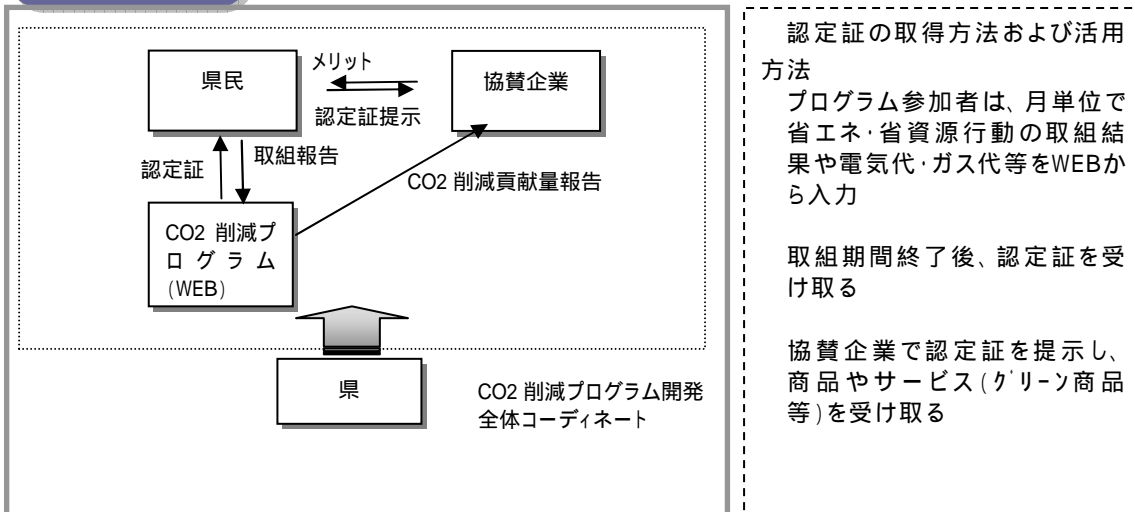 県民
メリット
認定証提示
協賛企業
認定証
取組報告
CO2 削減貢献量報告
CO2 削減プ
ログラム
(WEB)
県
CO2 削減プログラム開発
全体コーディネート
認定証の取得方法および活用
方法
プログラム参加者は、月単位で
省エネ・省資源行動の取組結
果や電気代・ガス代等をWEBか
ら入力
取組期間終了後、認定証を受
け取る
協賛企業で認定証を提示し、
商品やサービス(グリーン商品
等)を受け取る